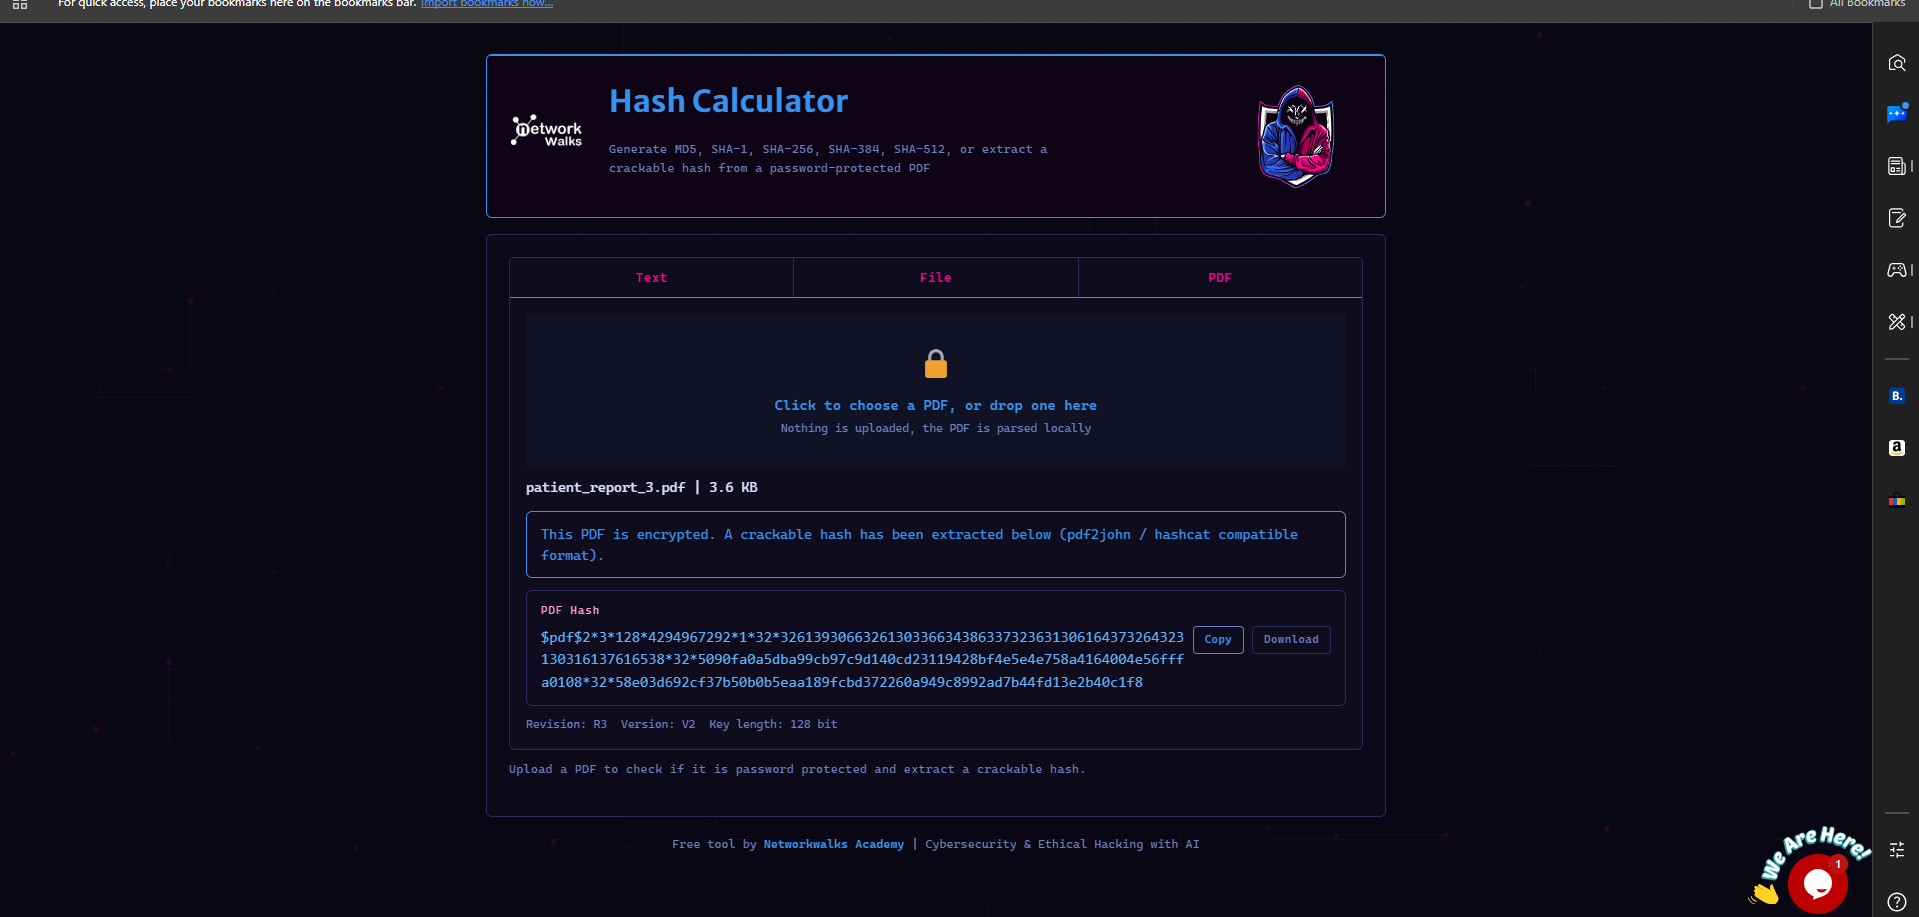 For quick access, place your bookmarks here on the bookmarks bar. Import bookmarks now...
All Bookmarks
network
Walks
Hash Calculator
Generate MD5, SHA-1, SHA-256, SHA-384, SHA-512, or extract a
crackable hash from a password-protected PDF
Text
File
PDF
Click to choose a PDF, or drop one here
Nothing is uploaded, the PDF is parsed locally
patient_report_3.pdf | 3.6 KB
This PDF is encrypted. A crackable hash has been extracted below (pdf2john / hashcat compatible
format).
PDF Hash
$pdf$2*3*128*4294967292*1*32*3261393066326130336634386337323631306164373264323
130316137616538*32*5090fa0a5dba99cb97c9d140cd23119428bf4e5e4e758a4164004e56fff
a0108*32*58e03d692cf37b50b0b5eaa189fcbd372260a949c8992ad7b44fd13e2b40c1f8
Copy
Download
Revision: R3 Version: V2 Key length: 128 bit
Upload a PDF to check if it is password protected and extract a crackable hash.
Free tool by Networkwalks Academy | Cybersecurity & Ethical Hacking with AI
B.
a
We Are Here!
1